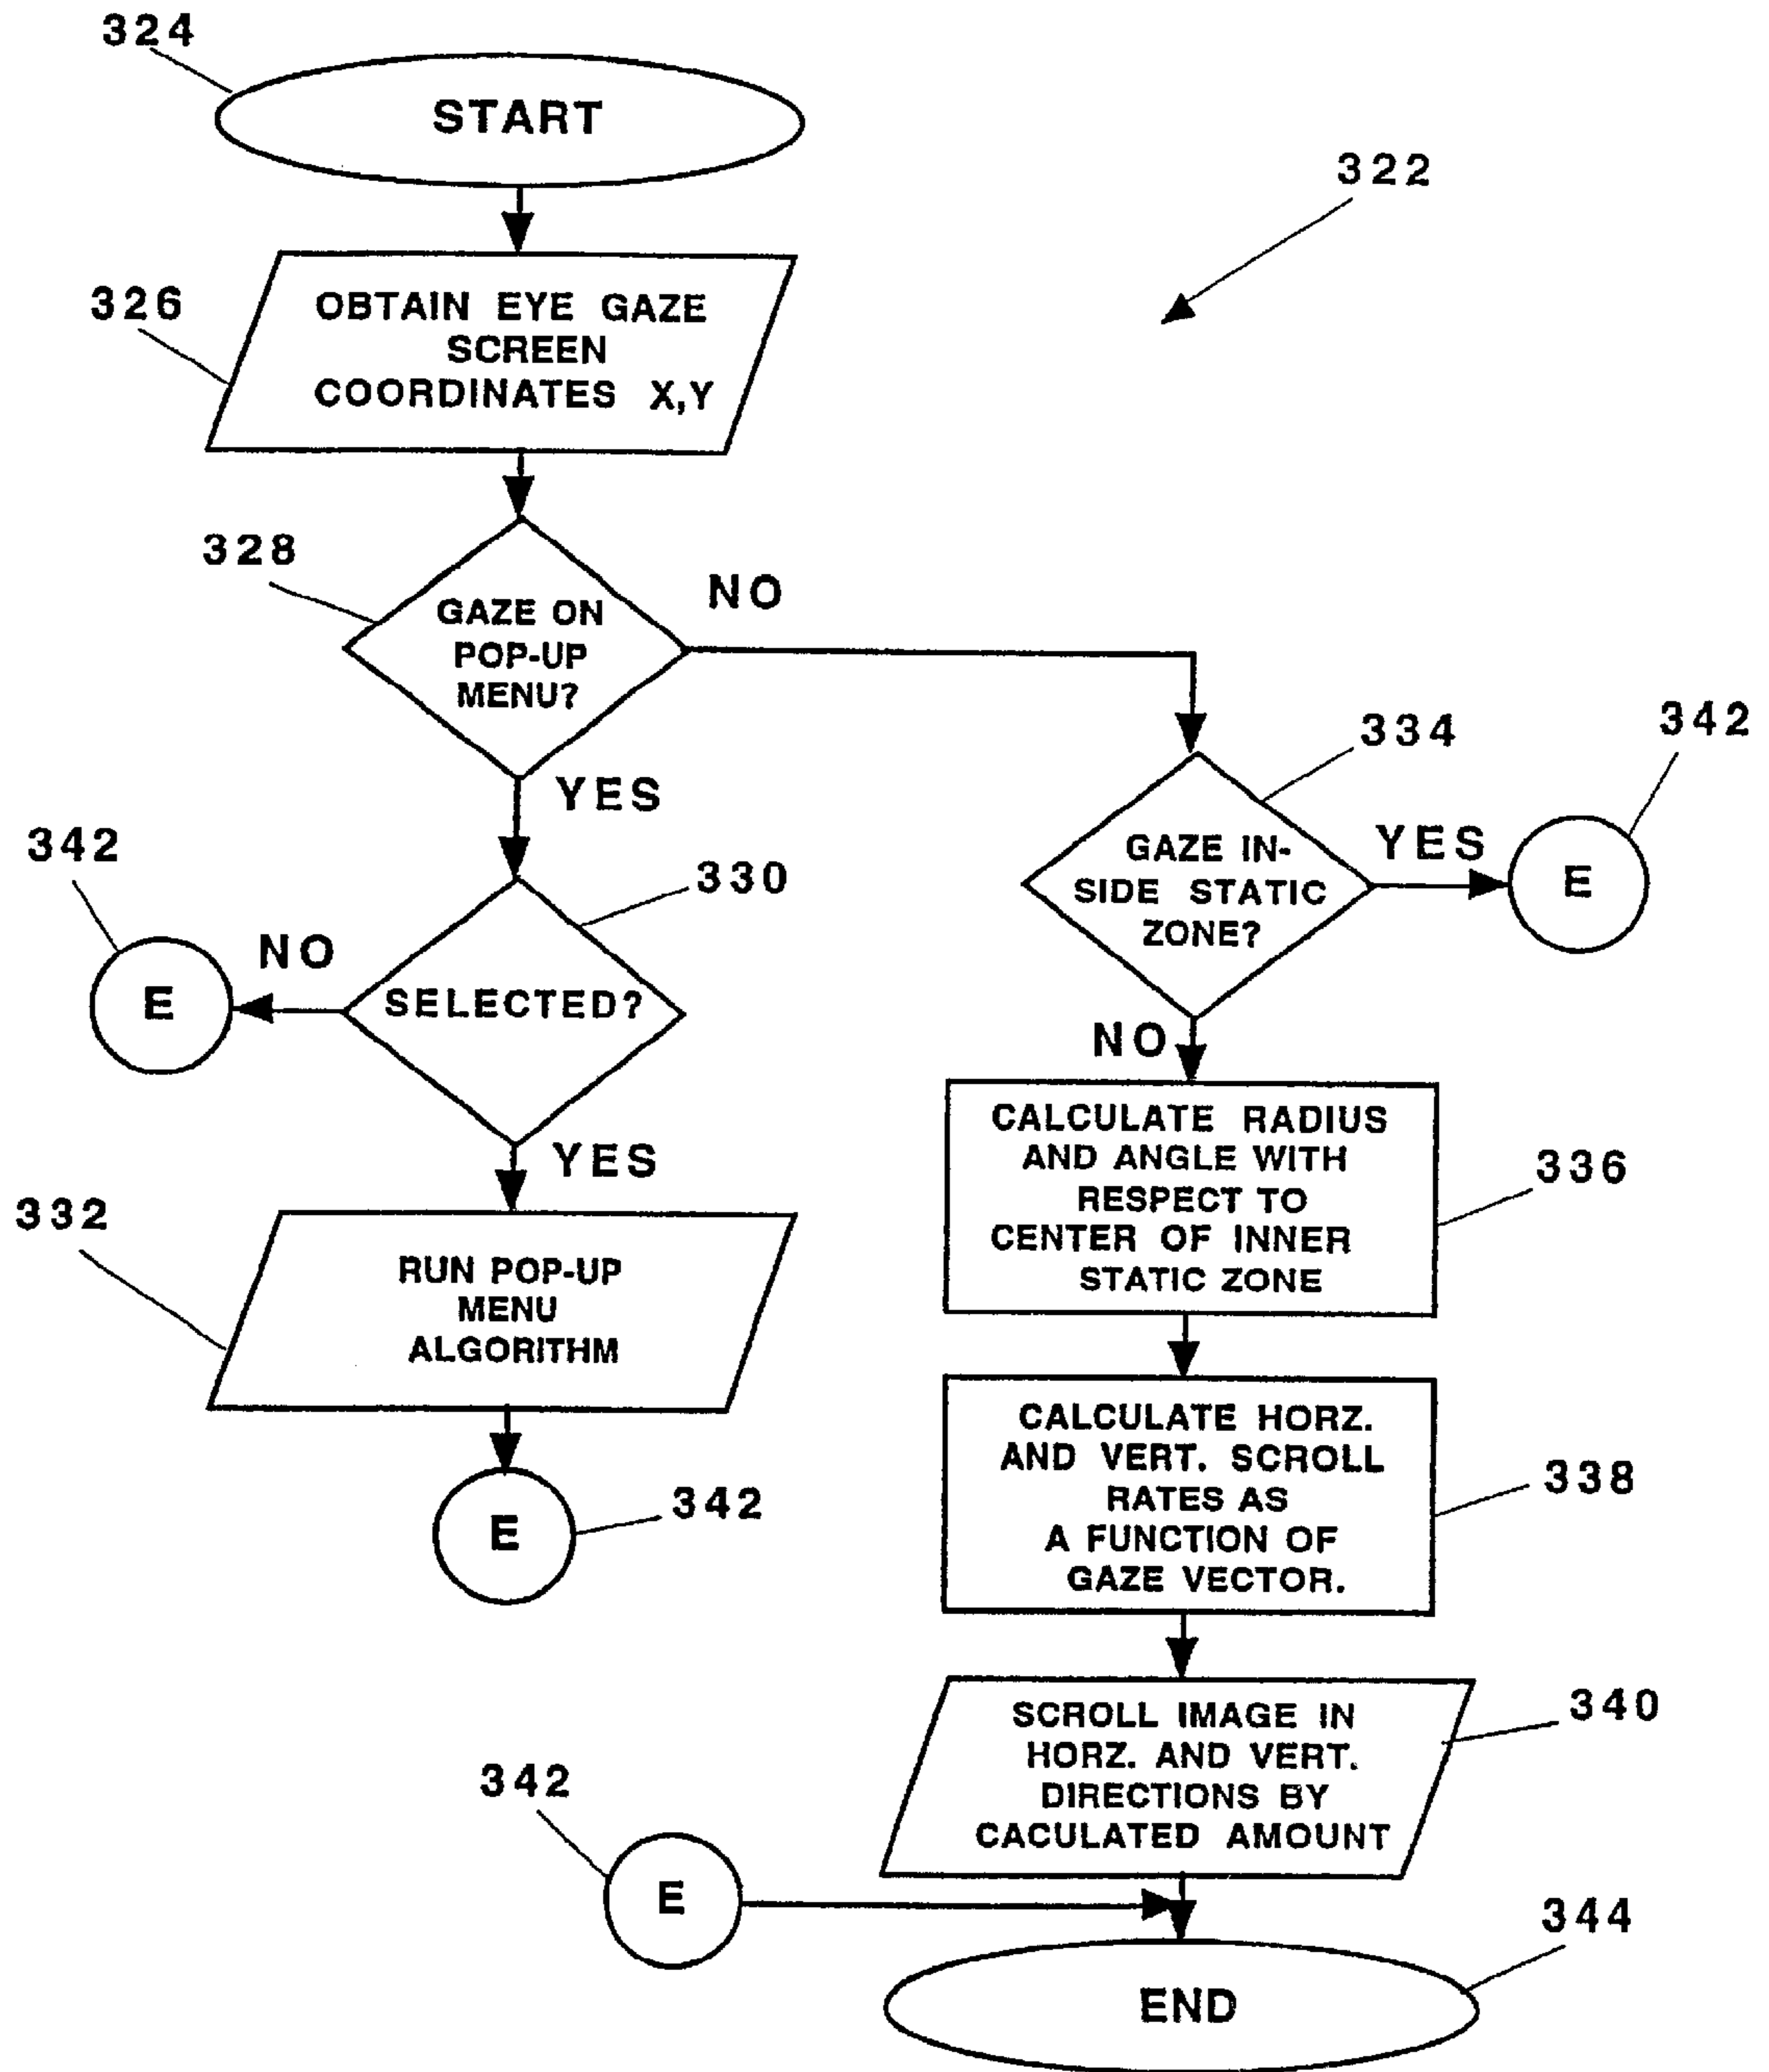 324
START
322
326
OBTAIN EYE GAZE
SCREEN
COORDINATES X,Y
328
GAZE ON
POP-UP
MENU?
NO
YES
334
342
GAZE IN-
SIDE STATIC
ZONE?
YES
E
342
330
NO
E
SELECTED?
YES
NO
CALCULATE RADIUS
AND ANGLE WITH
RESPECT TO
CENTER OF INNER
STATIC ZONE
336
332
RUN POP-UP
MENU
ALGORITHM
E
342
CALCULATE HORZ.
AND VERT. SCROLL
RATES AS
A FUNCTION OF
GAZE VECTOR.
338
SCROLL IMAGE IN
HORZ. AND VERT.
DIRECTIONS BY
CACULATED AMOUNT
340
342
E
344
END